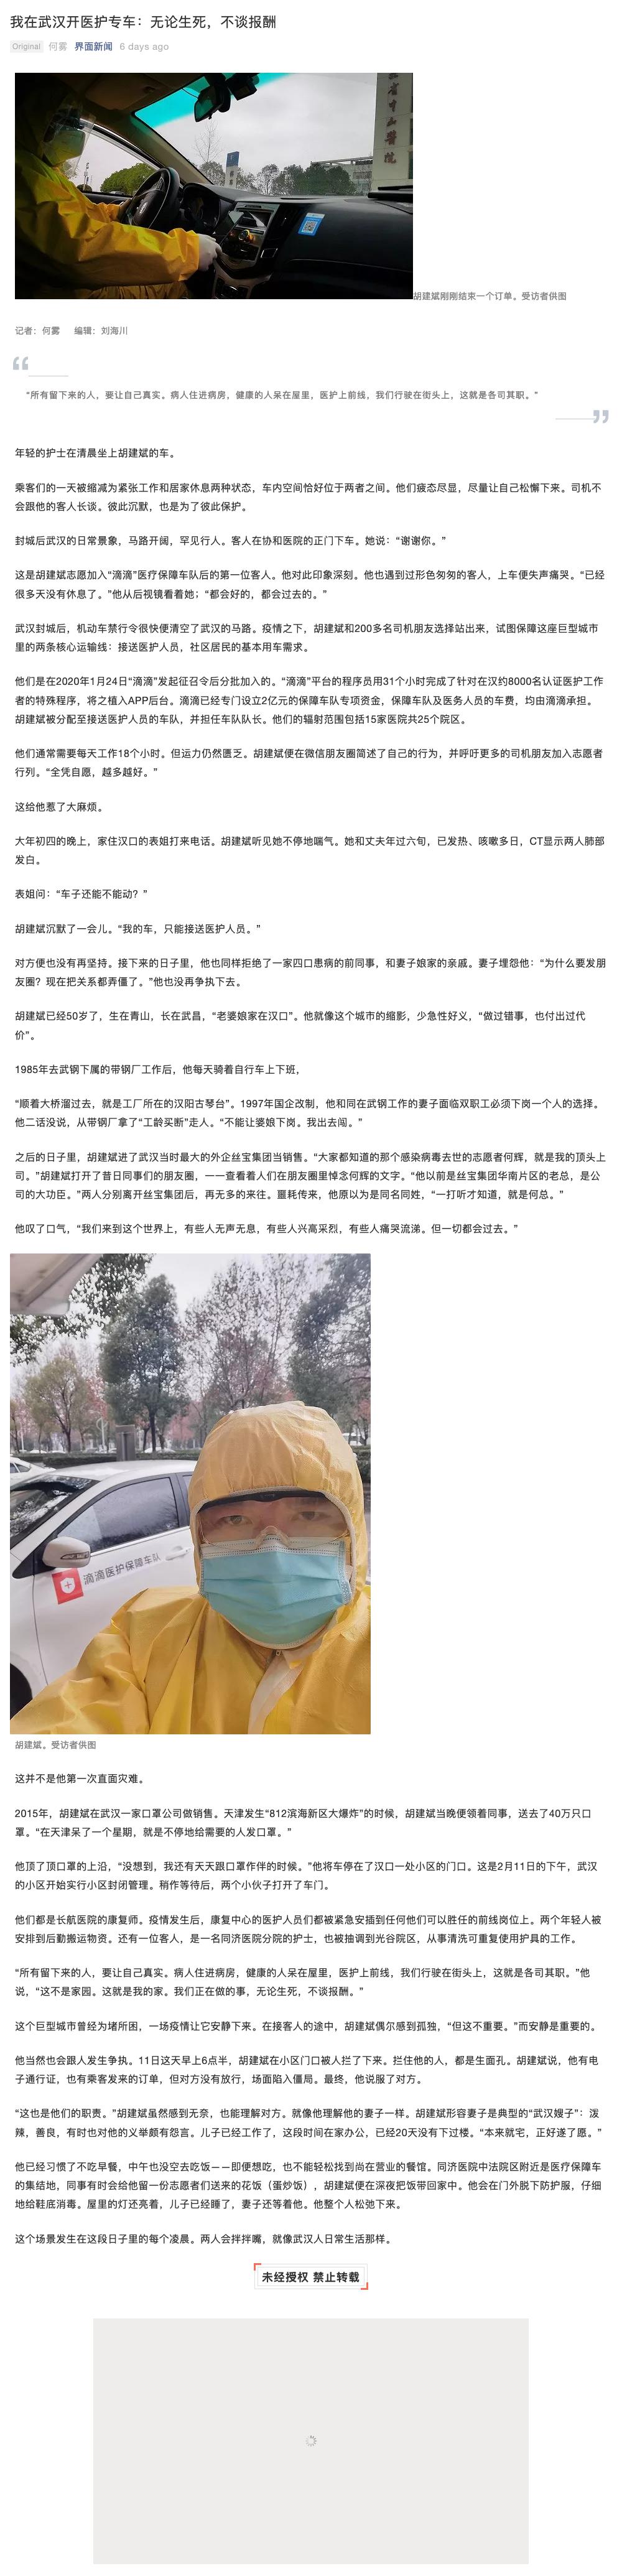 我在武汉开医护专车：无论生死，不谈报酬
Original 何雾 界面新闻 6 days ago
中山醫院
胡建斌刚刚结束一个订单。受访者供图
记者：何雾 编辑：刘海川
“所有留下来的人，要让自己真实。病人住进病房，健康的人呆在屋里，医护上前线，我们行驶在街头上，这就是各司其职。”
年轻的护士在清晨坐上胡建斌的车。
乘客们的一天被缩减为紧张工作和居家休息两种状态，车内空间恰好位于两者之间。他们疲态尽显，尽量让自己松懈下来。司机不
会跟他的客人长谈。彼此沉默，也是为了彼此保护。
封城后武汉的日常景象，马路开阔，罕见行人。客人在协和医院的正门下车。她说：“谢谢你。”
这是胡建斌志愿加入“滴滴”医疗保障车队后的第一位客人。他对此印象深刻。他也遇到过形色匆匆的客人，上车便失声痛哭。“已经
很多天没有休息了。”他从后视镜看着她；“都会好的，都会过去的。”
武汉封城后，机动车禁行令很快便清空了武汉的马路。疫情之下，胡建斌和200多名司机朋友选择站出来，试图保障这座巨型城市
里的两条核心运输线：接送医护人员，社区居民的基本用车需求。
他们是在2020年1月24日“滴滴”发起征召令后分批加入的。“滴滴”平台的程序员用31个小时完成了针对在汉约8000名认证医护工作
者的特殊程序，将之植入APP后台。滴滴已经专门设立2亿元的保障车队专项资金，保障车队及医务人员的车费，均由滴滴承担。
胡建斌被分配至接送医护人员的车队，并担任车队队长。他们的辐射范围包括15家医院共25个院区。
他们通常需要每天工作18个小时。但运力仍然匮乏。胡建斌便在微信朋友圈简述了自己的行为，并呼吁更多的司机朋友加入志愿者
行列。“全凭自愿，越多越好。”
这给他惹了大麻烦。
大年初四的晚上，家住汉口的表姐打来电话。胡建斌听见她不停地喘气。她和丈夫年过六旬，已发热、咳嗽多日，CT显示两人肺部
发白。
表姐问：“车子还能不能动？”
胡建斌沉默了一会儿。“我的车，只能接送医护人员。”
对方便也没有再坚持。接下来的日子里，他也同样拒绝了一家四口患病的前同事，和妻子娘家的亲戚。妻子埋怨他：“为什么要发朋
友圈？现在把关系都弄僵了。”他也没再争执下去。
胡建斌已经50岁了，生在青山，长在武昌，“老婆娘家在汉口”。他就像这个城市的缩影，少急性好义，“做过错事，也付出过代
价”。
1985年去武钢下属的带钢厂工作后，他每天骑着自行车上下班，
“顺着大桥溜过去，就是工厂所在的汉阳古琴台”。1997年国企改制，他和同在武钢工作的妻子面临双职工必须下岗一个人的选择。
他二话没说，从带钢厂拿了“工龄买断”走人。“不能让婆娘下岗。我出去闯。”
之后的日子里，胡建斌进了武汉当时最大的外企丝宝集团当销售。“大家都知道的那个感染病毒去世的志愿者何辉，就是我的顶头上
司。”胡建斌打开了昔日同事们的朋友圈，一一查看着人们在朋友圈里悼念何辉的文字。“他以前是丝宝集团华南片区的老总，是公
司的大功臣。”两人分别离开丝宝集团后，再无多的来往。噩耗传来，他原以为是同名同姓，“一打听才知道，就是何总。”
他叹了口气，“我们来到这个世界上，有些人无声无息，有些人兴高采烈，有些人痛哭流涕。但一切都会过去。”
滴滴医护保障车队
胡建斌。受访者供图
这并不是他第一次直面灾难。
2015年，胡建斌在武汉一家口罩公司做销售。天津发生“812滨海新区大爆炸”的时候，胡建斌当晚便领着同事，送去了40万只口
罩。“在天津呆了一个星期，就是不停地给需要的人发口罩。”
他顶了顶口罩的上沿，“没想到，我还有天天跟口罩作伴的时候。”他将车停在了汉口一处小区的门口。这是2月11日的下午，武汉
的小区开始实行小区封闭管理。稍作等待后，两个小伙子打开了车门。
他们都是长航医院的康复师。疫情发生后，康复中心的医护人员们都被紧急安插到任何他们可以胜任的前线岗位上。两个年轻人被
安排到后勤搬运物资。还有一位客人，是一名同济医院分院的护士，也被抽调到光谷院区，从事清洗可重复使用护具的工作。
“所有留下来的人，要让自己真实。病人住进病房，健康的人呆在屋里，医护上前线，我们行驶在街头上，这就是各司其职。”他
说，“这不是家园。这就是我的家。我们正在做的事，无论生死，不谈报酬。”
这个巨型城市曾经为堵所困，一场疫情让它安静下来。在接客人的途中，胡建斌偶尔感到孤独，“但这不重要。”而安静是重要的。
他当然也会跟人发生争执。11日这天早上6点半，胡建斌在小区门口被人拦了下来。拦住他的人，都是生面孔。胡建斌说，他有电
子通行证，也有乘客发来的订单，但对方没有放行，场面陷入僵局。最终，他说服了对方。
“这也是他们的职责。”胡建斌虽然感到无奈，也能理解对方。就像他理解他的妻子一样。胡建斌形容妻子是典型的“武汉嫂子”：泼
辣，善良，有时也对他的义举颇有怨言。儿子已经工作了，这段时间在家办公，已经20天没有下过楼。“本来就宅，正好遂了愿。”
他已经习惯了不吃早餐，中午也没空去吃饭——即便想吃，也不能轻松找到尚在营业的餐馆。同济医院中法院区附近是医疗保障车
的集结地，同事有时会给他留一份志愿者们送来的花饭（蛋炒饭），胡建斌便在深夜把饭带回家中。他会在门外脱下防护服，仔细
地给鞋底消毒。屋里的灯还亮着，儿子已经睡了，妻子还等着他。他整个人松弛下来。
这个场景发生在这段日子里的每个凌晨。两人会拌拌嘴，就像武汉人日常生活那样。
未经授权 禁止转载